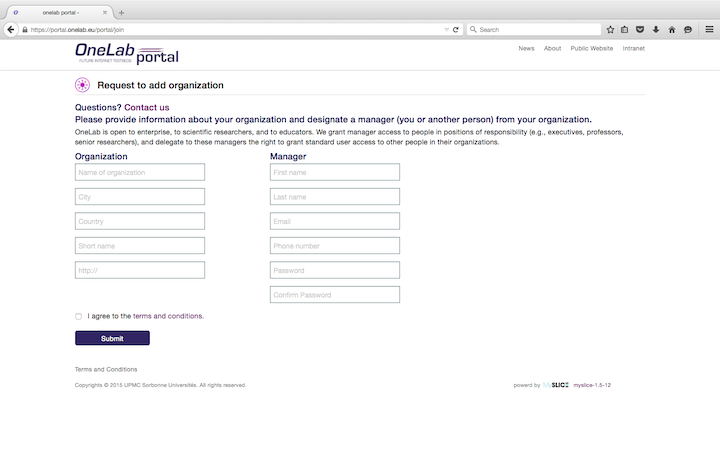 onelab portal -
https://portal.onelab.eu/portal/join
Search
OneLab
FUTURE INTERNET TESTBEDS
portal
News About Public Website Intranet
Request to add organization
Questions? Contact us
Please provide information about your organization and designate a manager (you or another person) from your organization.
OneLab is open to enterprise, to scientific researchers, and to educators. We grant manager access to people in positions of responsibility (e.g., executives, professors,
senior researchers), and delegate to these managers the right to grant standard user access to other people in their organizations.
Organization Manager
Name of organization First name
City Last name
Country Email
Short name Phone number
http:// Password
Confirm Password
I agree to the terms and conditions.
Submit
Terms and Conditions
Copyrights © 2015 UPMC Sorbonne Universités. All rights reserved. powerd by MySLICE myslice-1.5-12